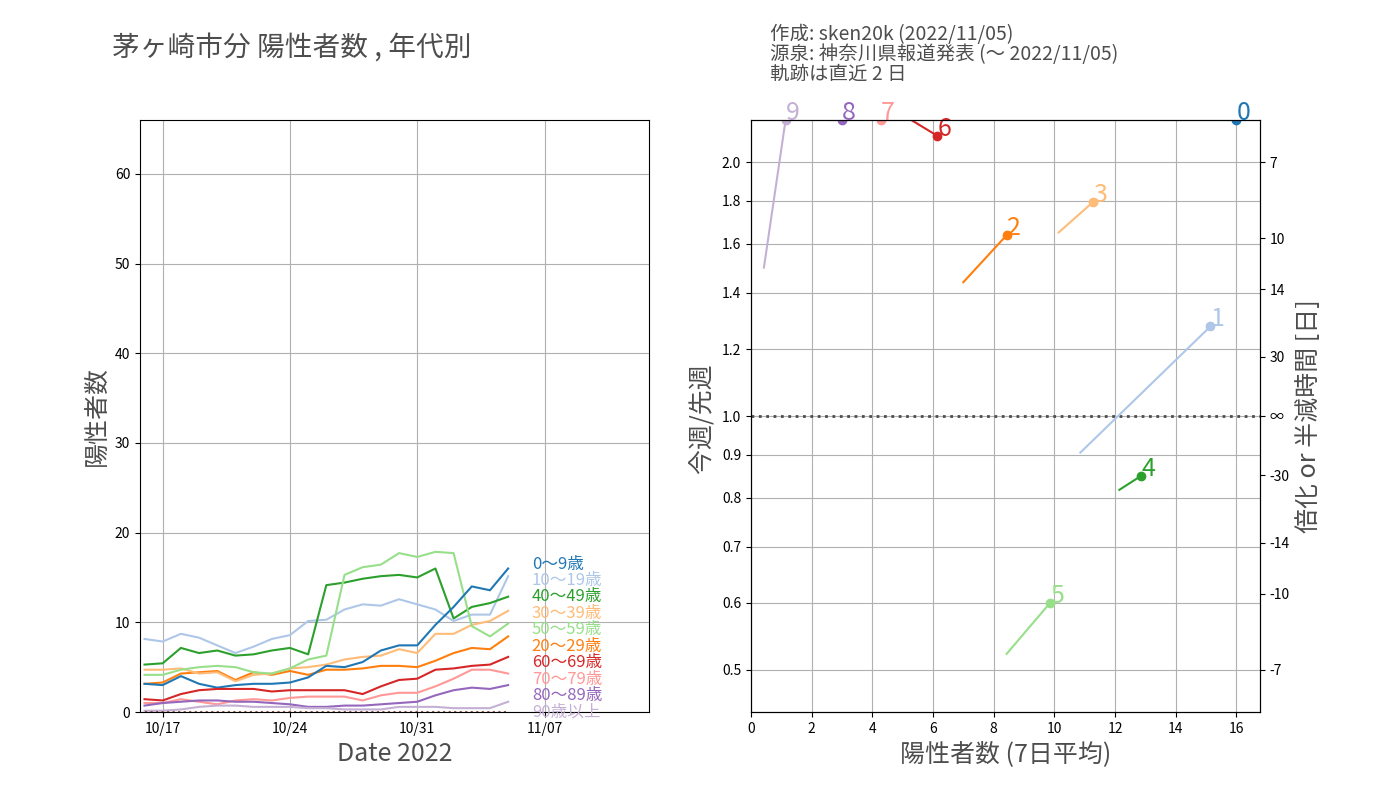 茅ヶ崎市分 陽性者数 , 年代別
作成: sken20k (2022/11/05)
源泉: 神奈川県報道発表 (〜 2022/11/05)
軌跡は直近 2 日
陽性者数
60
50
40
30
20
10
0
10/17
10/24
10/31
11/07
Date 2022
0〜9歳
10〜19歳
40〜49歳
30〜39歳
50〜59歳
20〜29歳
60〜69歳
70〜79歳
80〜89歳
90歳以上
今週/先週
2.0
1.8
1.6
1.4
1.2
1.0
0.9
0.8
0.7
0.6
0.5
9
8
7
6
0
3
2
1
4
5
0
2
4
6
8
10
12
14
16
陽性者数 (7日平均)
7
10
14
30
∞
-30
-14
-10
-7
倍化 or 半減時間 [日]